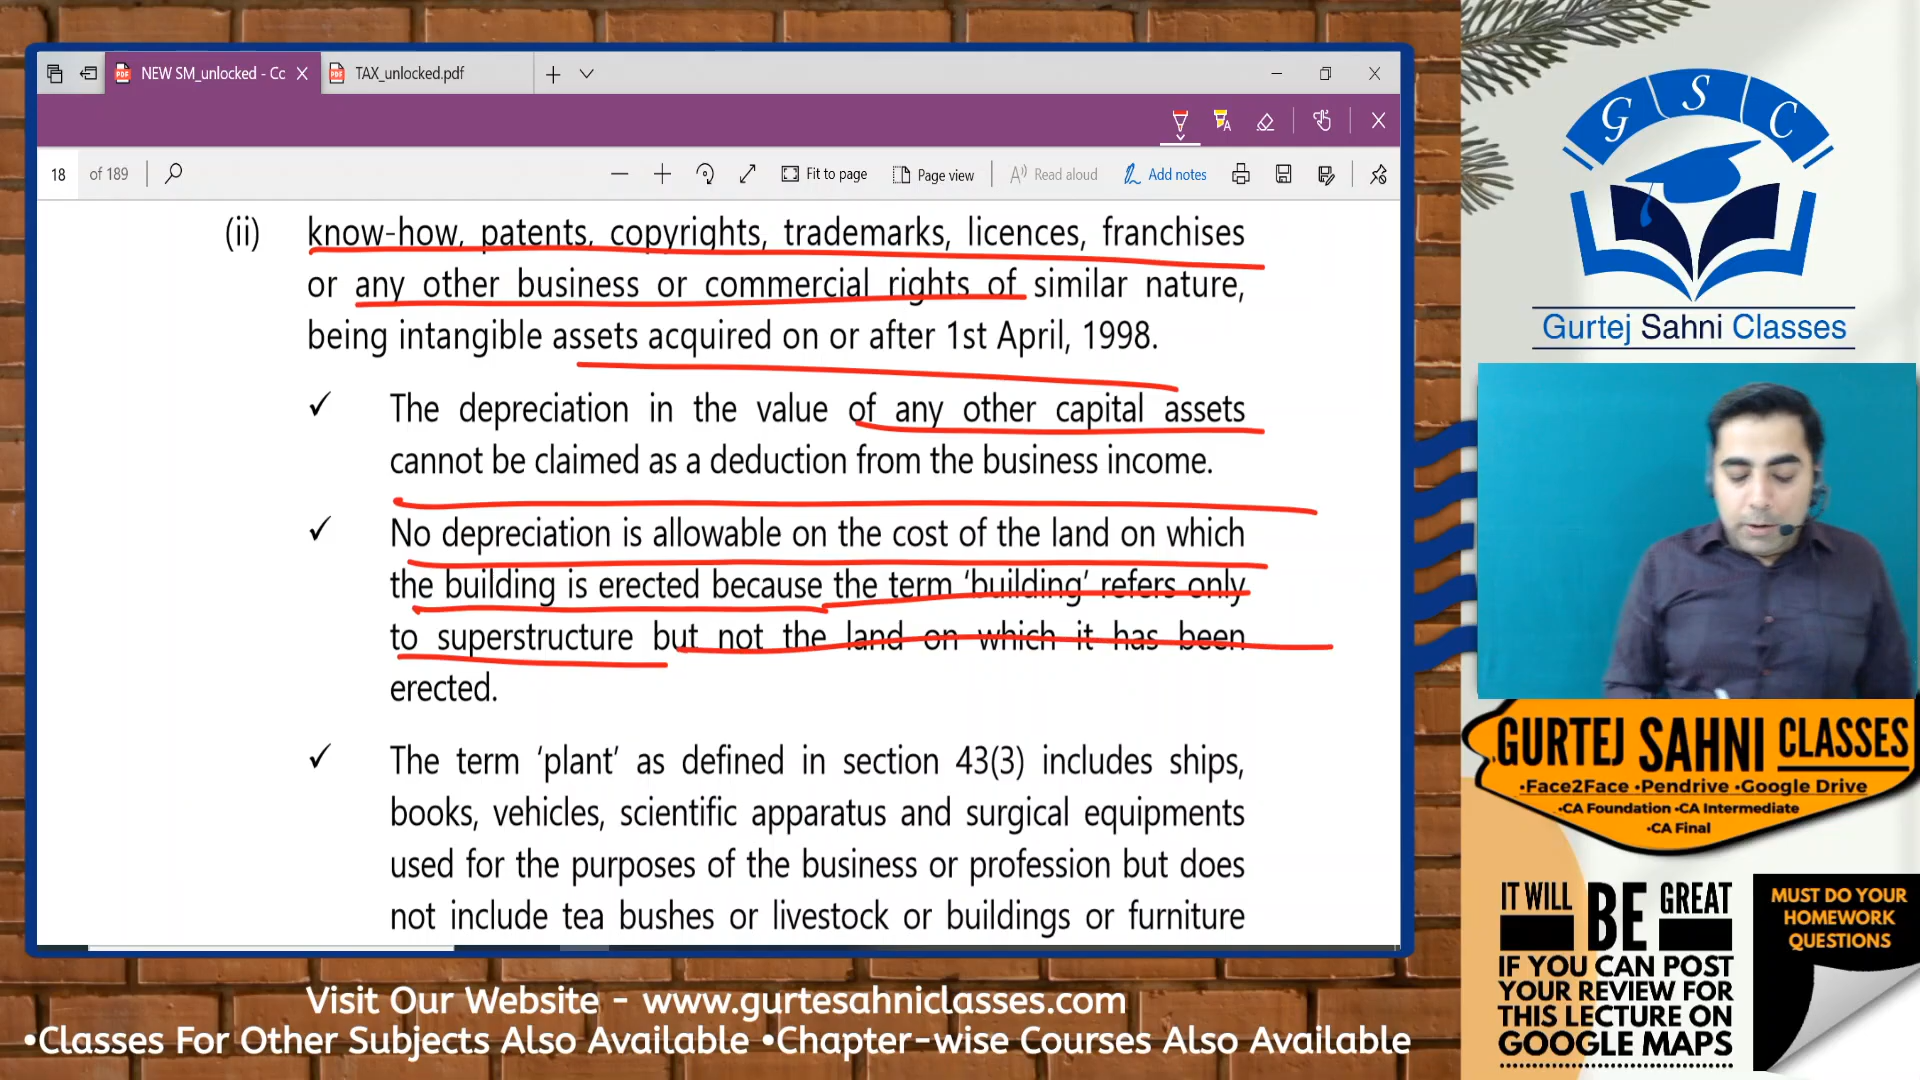 NEW SM_unlocked - Cc
TAX_unlocked.pdf
18 of 189
Fit to page
Page view
Read aloud
Add notes
(ii) know-how, patents, copyrights, trademarks, licences, franchises
or any other business or commercial rights of similar nature,
being intangible assets acquired on or after 1st April, 1998.
✓ The depreciation in the value of any other capital assets
cannot be claimed as a deduction from the business income.
✓ No depreciation is allowable on the cost of the land on which
the building is erected because the term ‘building’ refers only
to superstructure but not the land on which it has been
erected.
✓ The term ‘plant’ as defined in section 43(3) includes ships,
books, vehicles, scientific apparatus and surgical equipments
used for the purposes of the business or profession but does
not include tea bushes or livestock or buildings or furniture
G S C
Gurtej Sahni Classes
GURTEJ SAHNI CLASSES
•Face2Face •Pendrive •Google Drive
•CA Foundation •CA Intermediate
•CA Final
IT WILL BE GREAT
IF YOU CAN POST
YOUR REVIEW FOR
THIS LECTURE ON
GOOGLE MAPS
MUST DO YOUR
HOMEWORK
QUESTIONS
Visit Our Website - www.gurtesahniclasses.com
•Classes For Other Subjects Also Available •Chapter-wise Courses Also Available